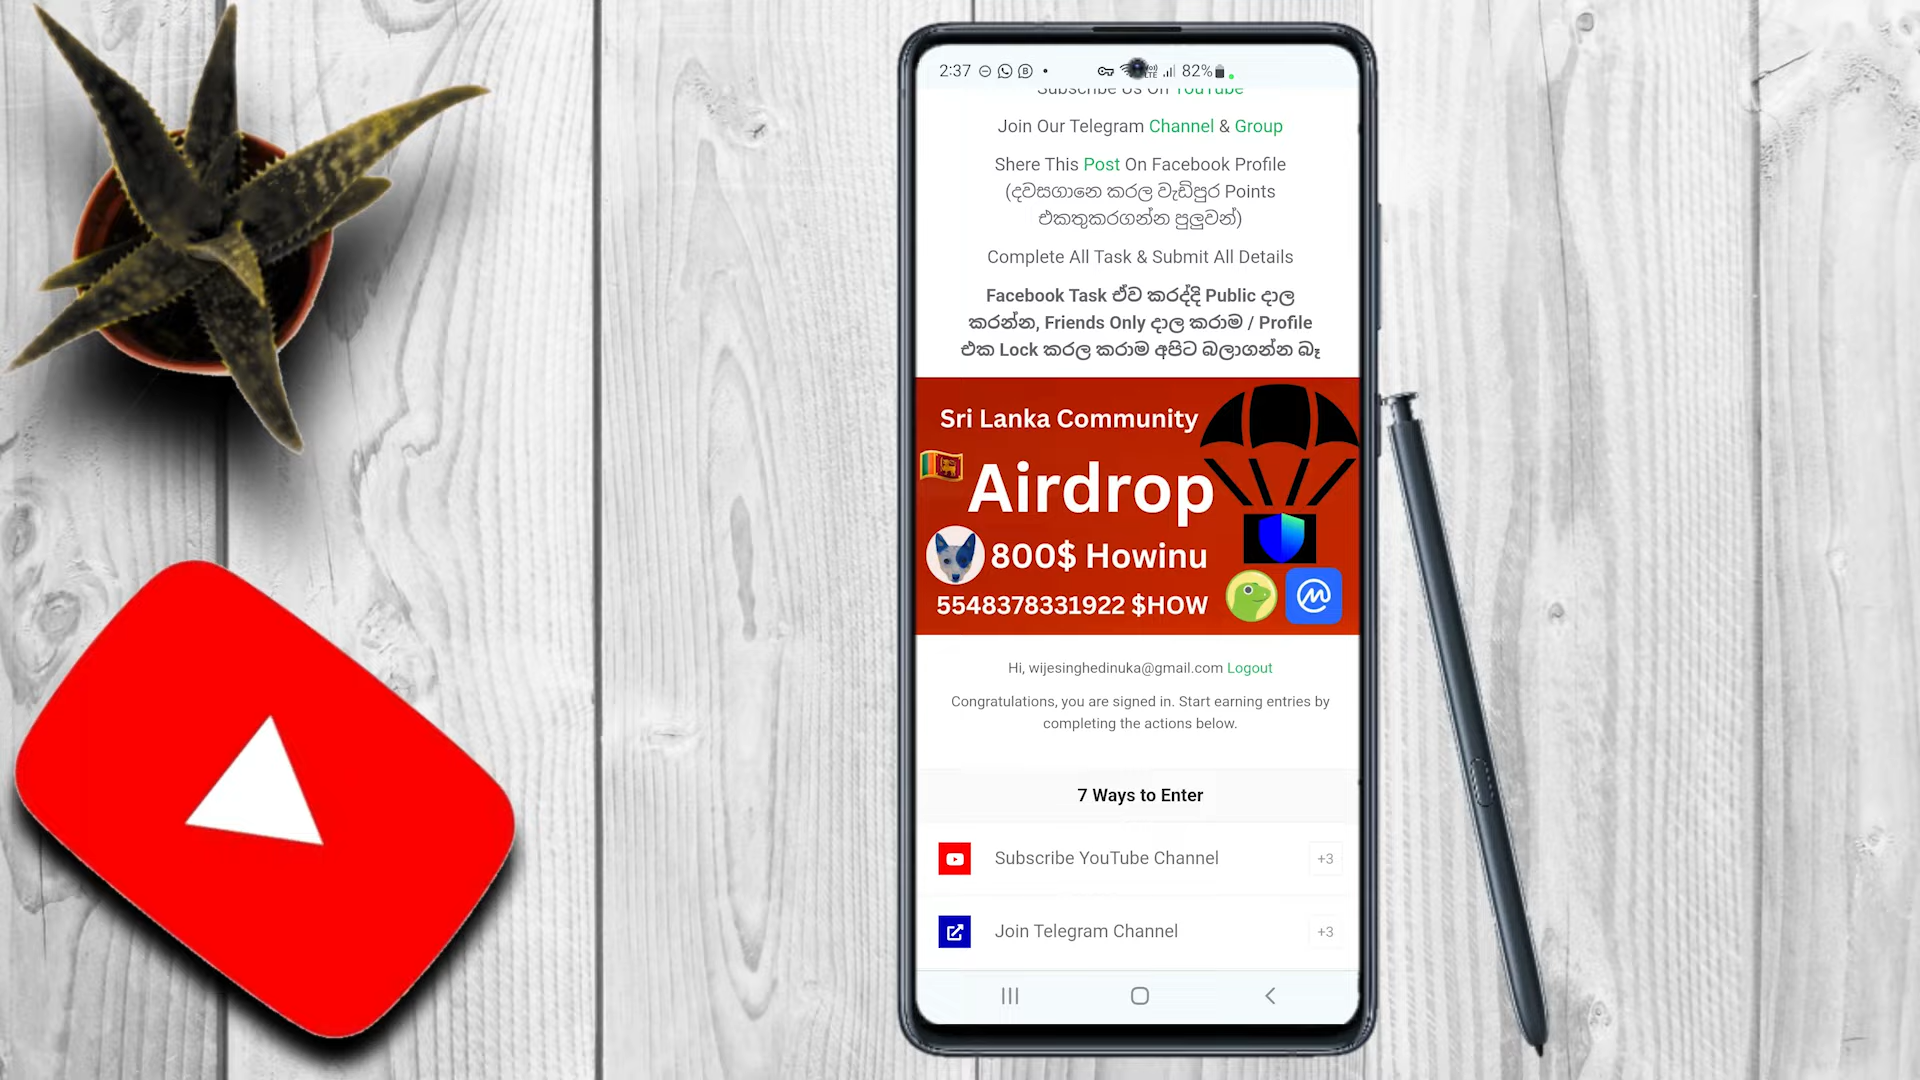 2:37
82%
Subscribe Us On YouTube
Join Our Telegram Channel & Group
Shere This Post On Facebook Profile
(දවසගානෙ කරල වැඩිපුර Points
එකතුකරගන්න පුලුවන්)
Complete All Task & Submit All Details
Facebook Task ඒව කරද්දි Public දාල
කරන්න, Friends Only දාල කරාම / Profile
එක Lock කරල කරාම අපිට බලාගන්න බෑ
Sri Lanka Community
Airdrop
800$ Howinu
5548378331922 $HOW
Hi, wijesinghedinuka@gmail.com Logout
Congratulations, you are signed in. Start earning entries by
completing the actions below.
7 Ways to Enter
Subscribe YouTube Channel +3
Join Telegram Channel +3